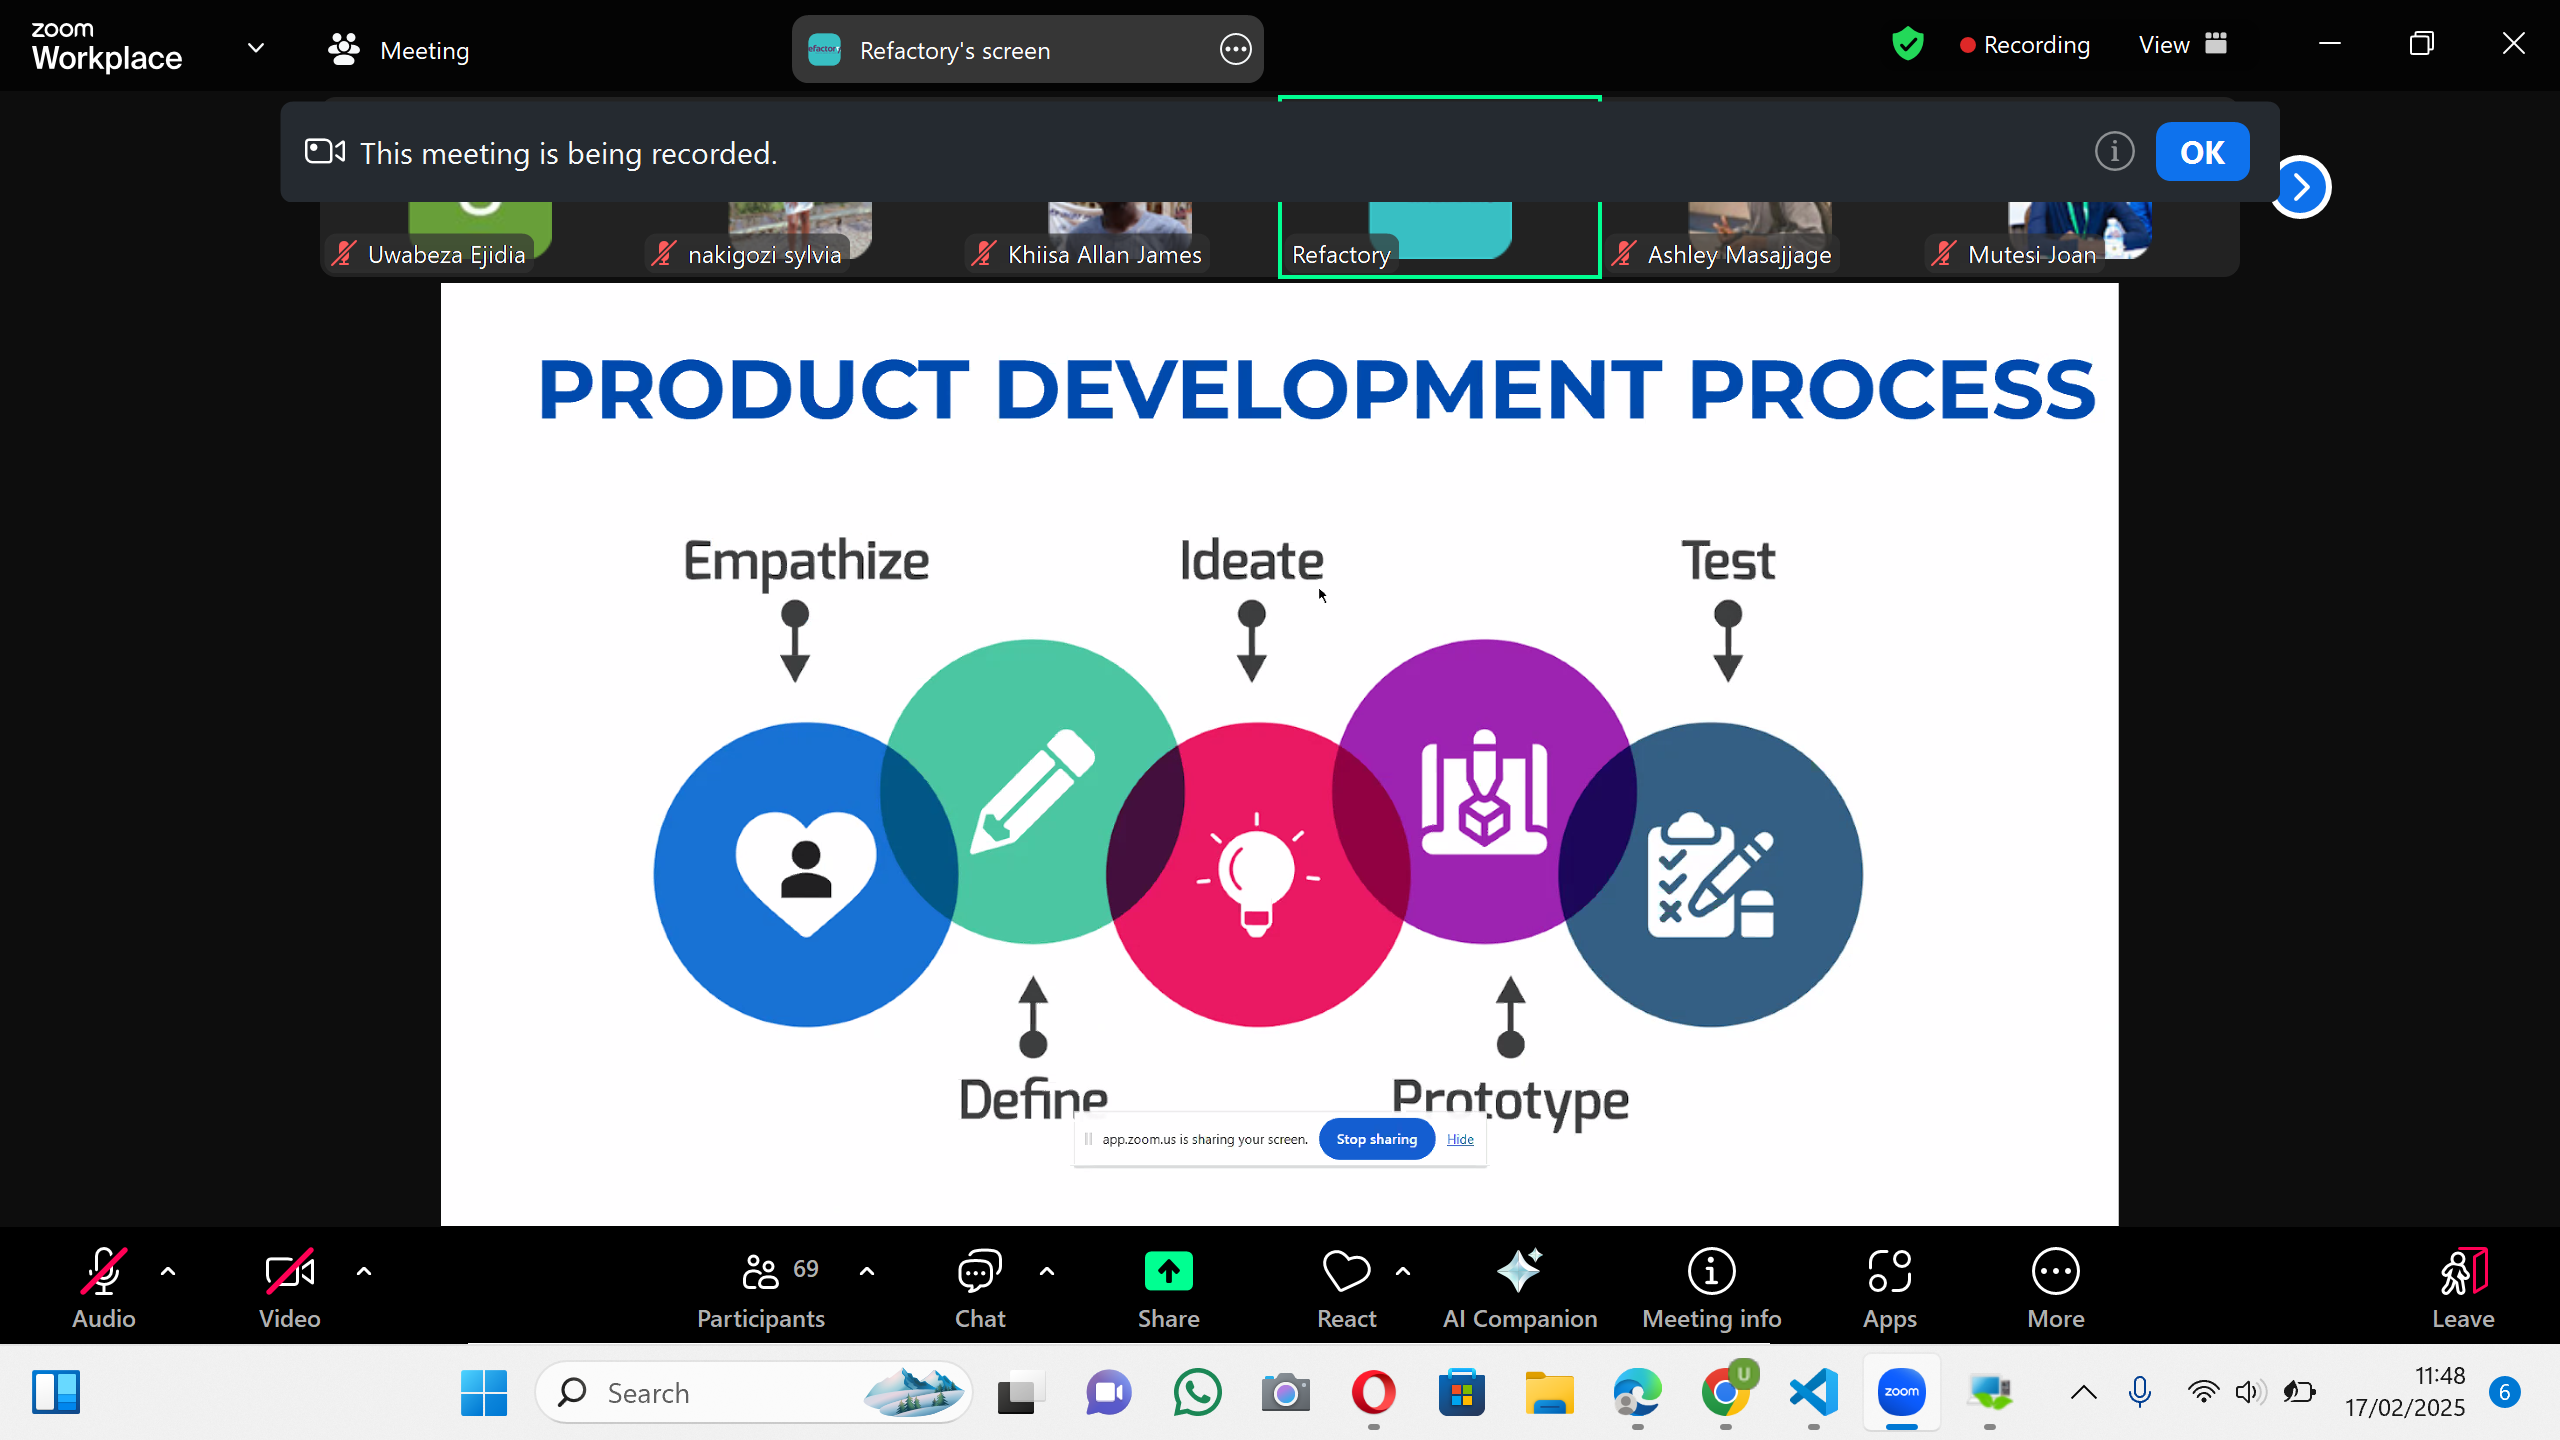 zoom
Workplace
Meeting
Refactory's screen
Recording
View
This meeting is being recorded.
OK
Uwabeza Ejidia
nakigozi sylvia
Khiisa Allan James
Refactory
Ashley Masajjage
Mutesi Joan
PRODUCT DEVELOPMENT PROCESS
Empathize
Ideate
Test
Define
Prototype
app.zoom.us is sharing your screen.
Stop sharing
Hide
69
Audio
Video
Participants
Chat
Share
React
AI Companion
Meeting info
Apps
More
Leave
Search
U
zoom
11:48
17/02/2025
6